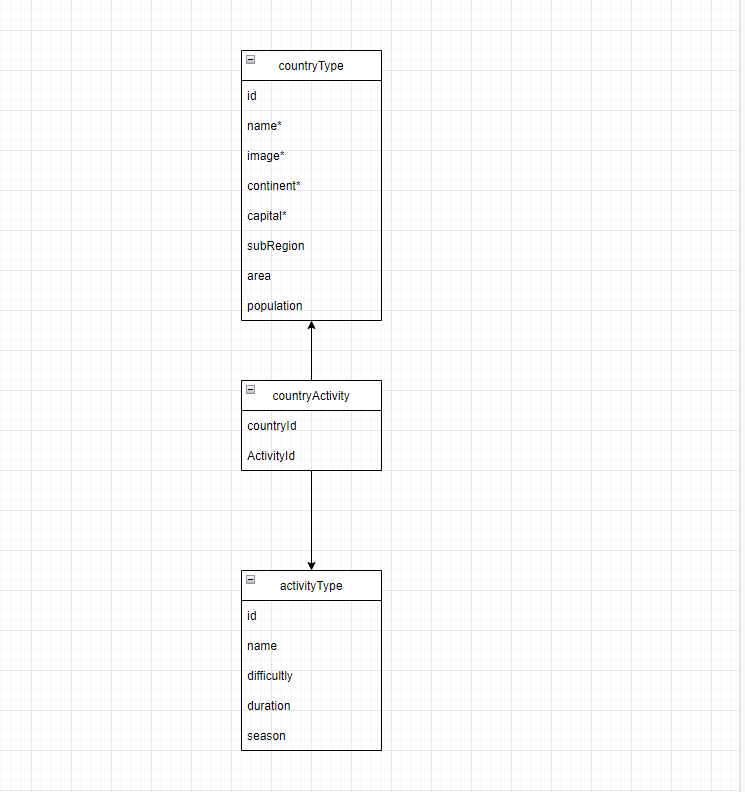 countryType
id
name*
image*
continent*
capital*
subRegion
area
population
countryActivity
countryId
ActivityId
activityType
id
name
difficultly
duration
season